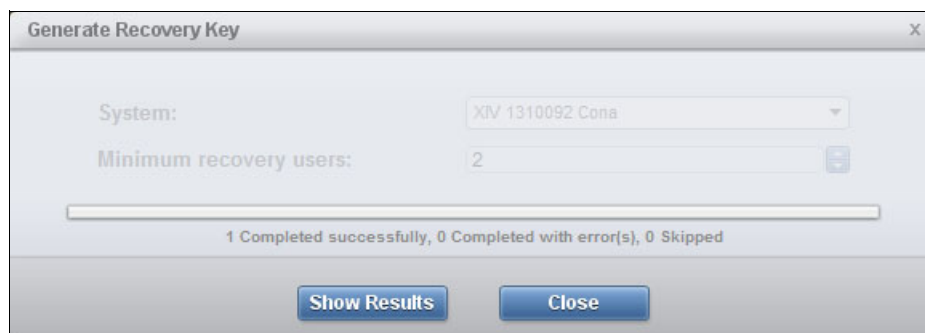 Generate Recovery Key x
System: XIV 1310092 Cona
Minimum recovery users: 2
1 Completed successfully, 0 Completed with error(s), 0 Skipped
Show Results Close